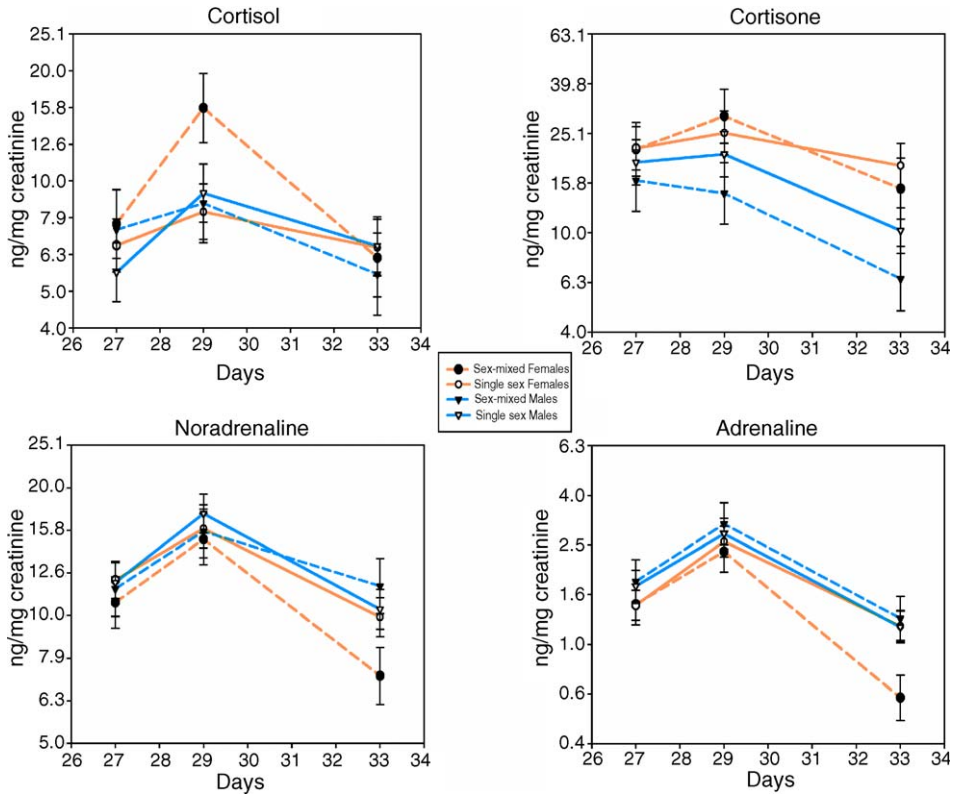 Cortisol
25.1
20.0
15.8
12.6
10.0
7.9
6.3
5.0
4.0
ng/mg creatinine
26 27 28 29 30 31 32 33 34
Days
Cortisone
63.1
39.8
25.1
15.8
10.0
6.3
4.0
ng/mg creatinine
26 27 28 29 30 31 32 33 34
Days
Sex-mixed Females
Single sex Females
Sex-mixed Males
Single sex Males
Noradrenaline
25.1
20.0
15.8
12.6
10.0
7.9
6.3
5.0
ng/mg creatinine
26 27 28 29 30 31 32 33 34
Days
Adrenaline
6.3
4.0
2.5
1.6
1.0
0.6
0.4
ng/mg creatinine
26 27 28 29 30 31 32 33 34
Days